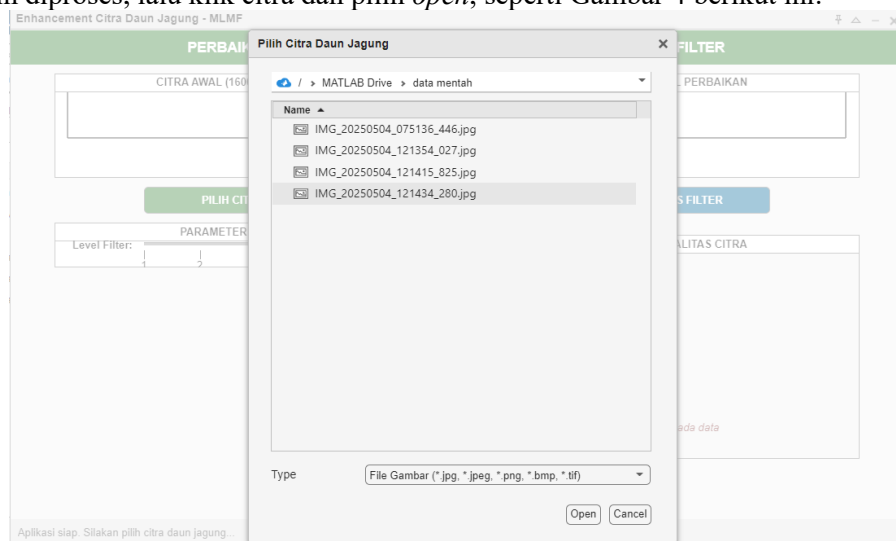 diproses, lalu klik citra dan pilih open, seperti Gambar 4 berikut ini.
Enhancement Citra Daun Jagung - MLMF
PERBAIK
FILTER
Pilih Citra Daun Jagung
CITRA AWAL (160
PERBAIKAN
/ > MATLAB Drive > data mentah
Name
IMG_20250504_075136_446.jpg
IMG_20250504_121354_027.jpg
IMG_20250504_121415_825.jpg
IMG_20250504_121434_280.jpg
PILIH CIT
S FILTER
PARAMETER
ALITAS CITRA
Level Filter:
1 2
ada data
Type File Gambar (*.jpg, *.jpeg, *.png, *.bmp, *.tif)
Open Cancel
Aplikasi siap. Silakan pilih citra daun jagung...